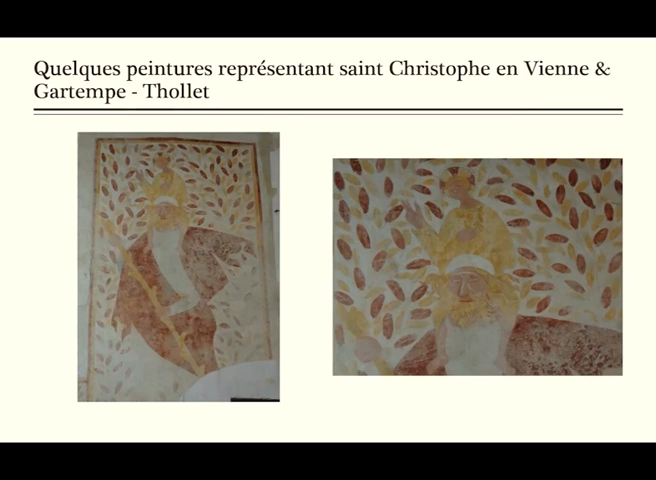 Quelques peintures représentant saint Christophe en Vienne &
Gartempe - Thollet